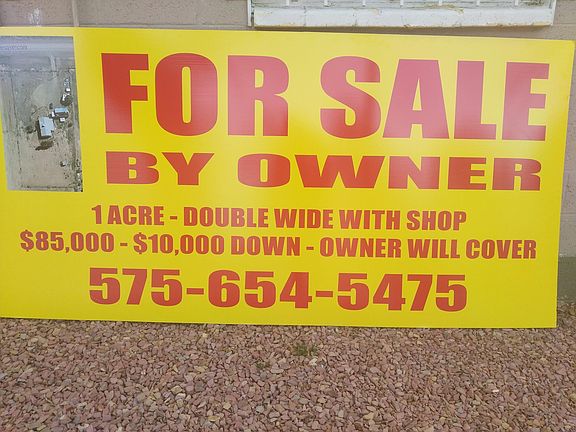 FOR SALE
BY OWNER
1 ACRE - DOUBLE WIDE WITH SHOP
$85,000 - $10,000 DOWN - OWNER WILL COVER
575-654-5475